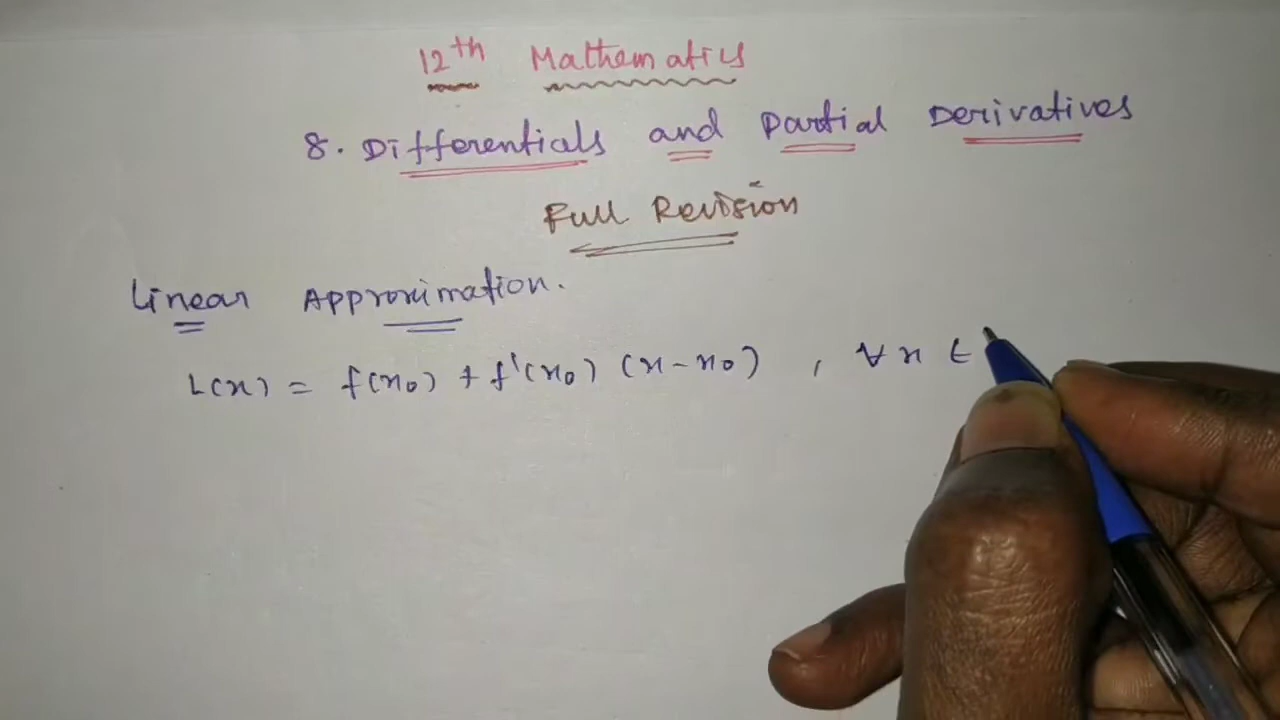 12th Mathematics
8. Differentials and Partial Derivatives
Full Revision
Linear Approximation.
L(x) = f(x₀) + f'(x₀) (x-x₀) , ∀ x ∈